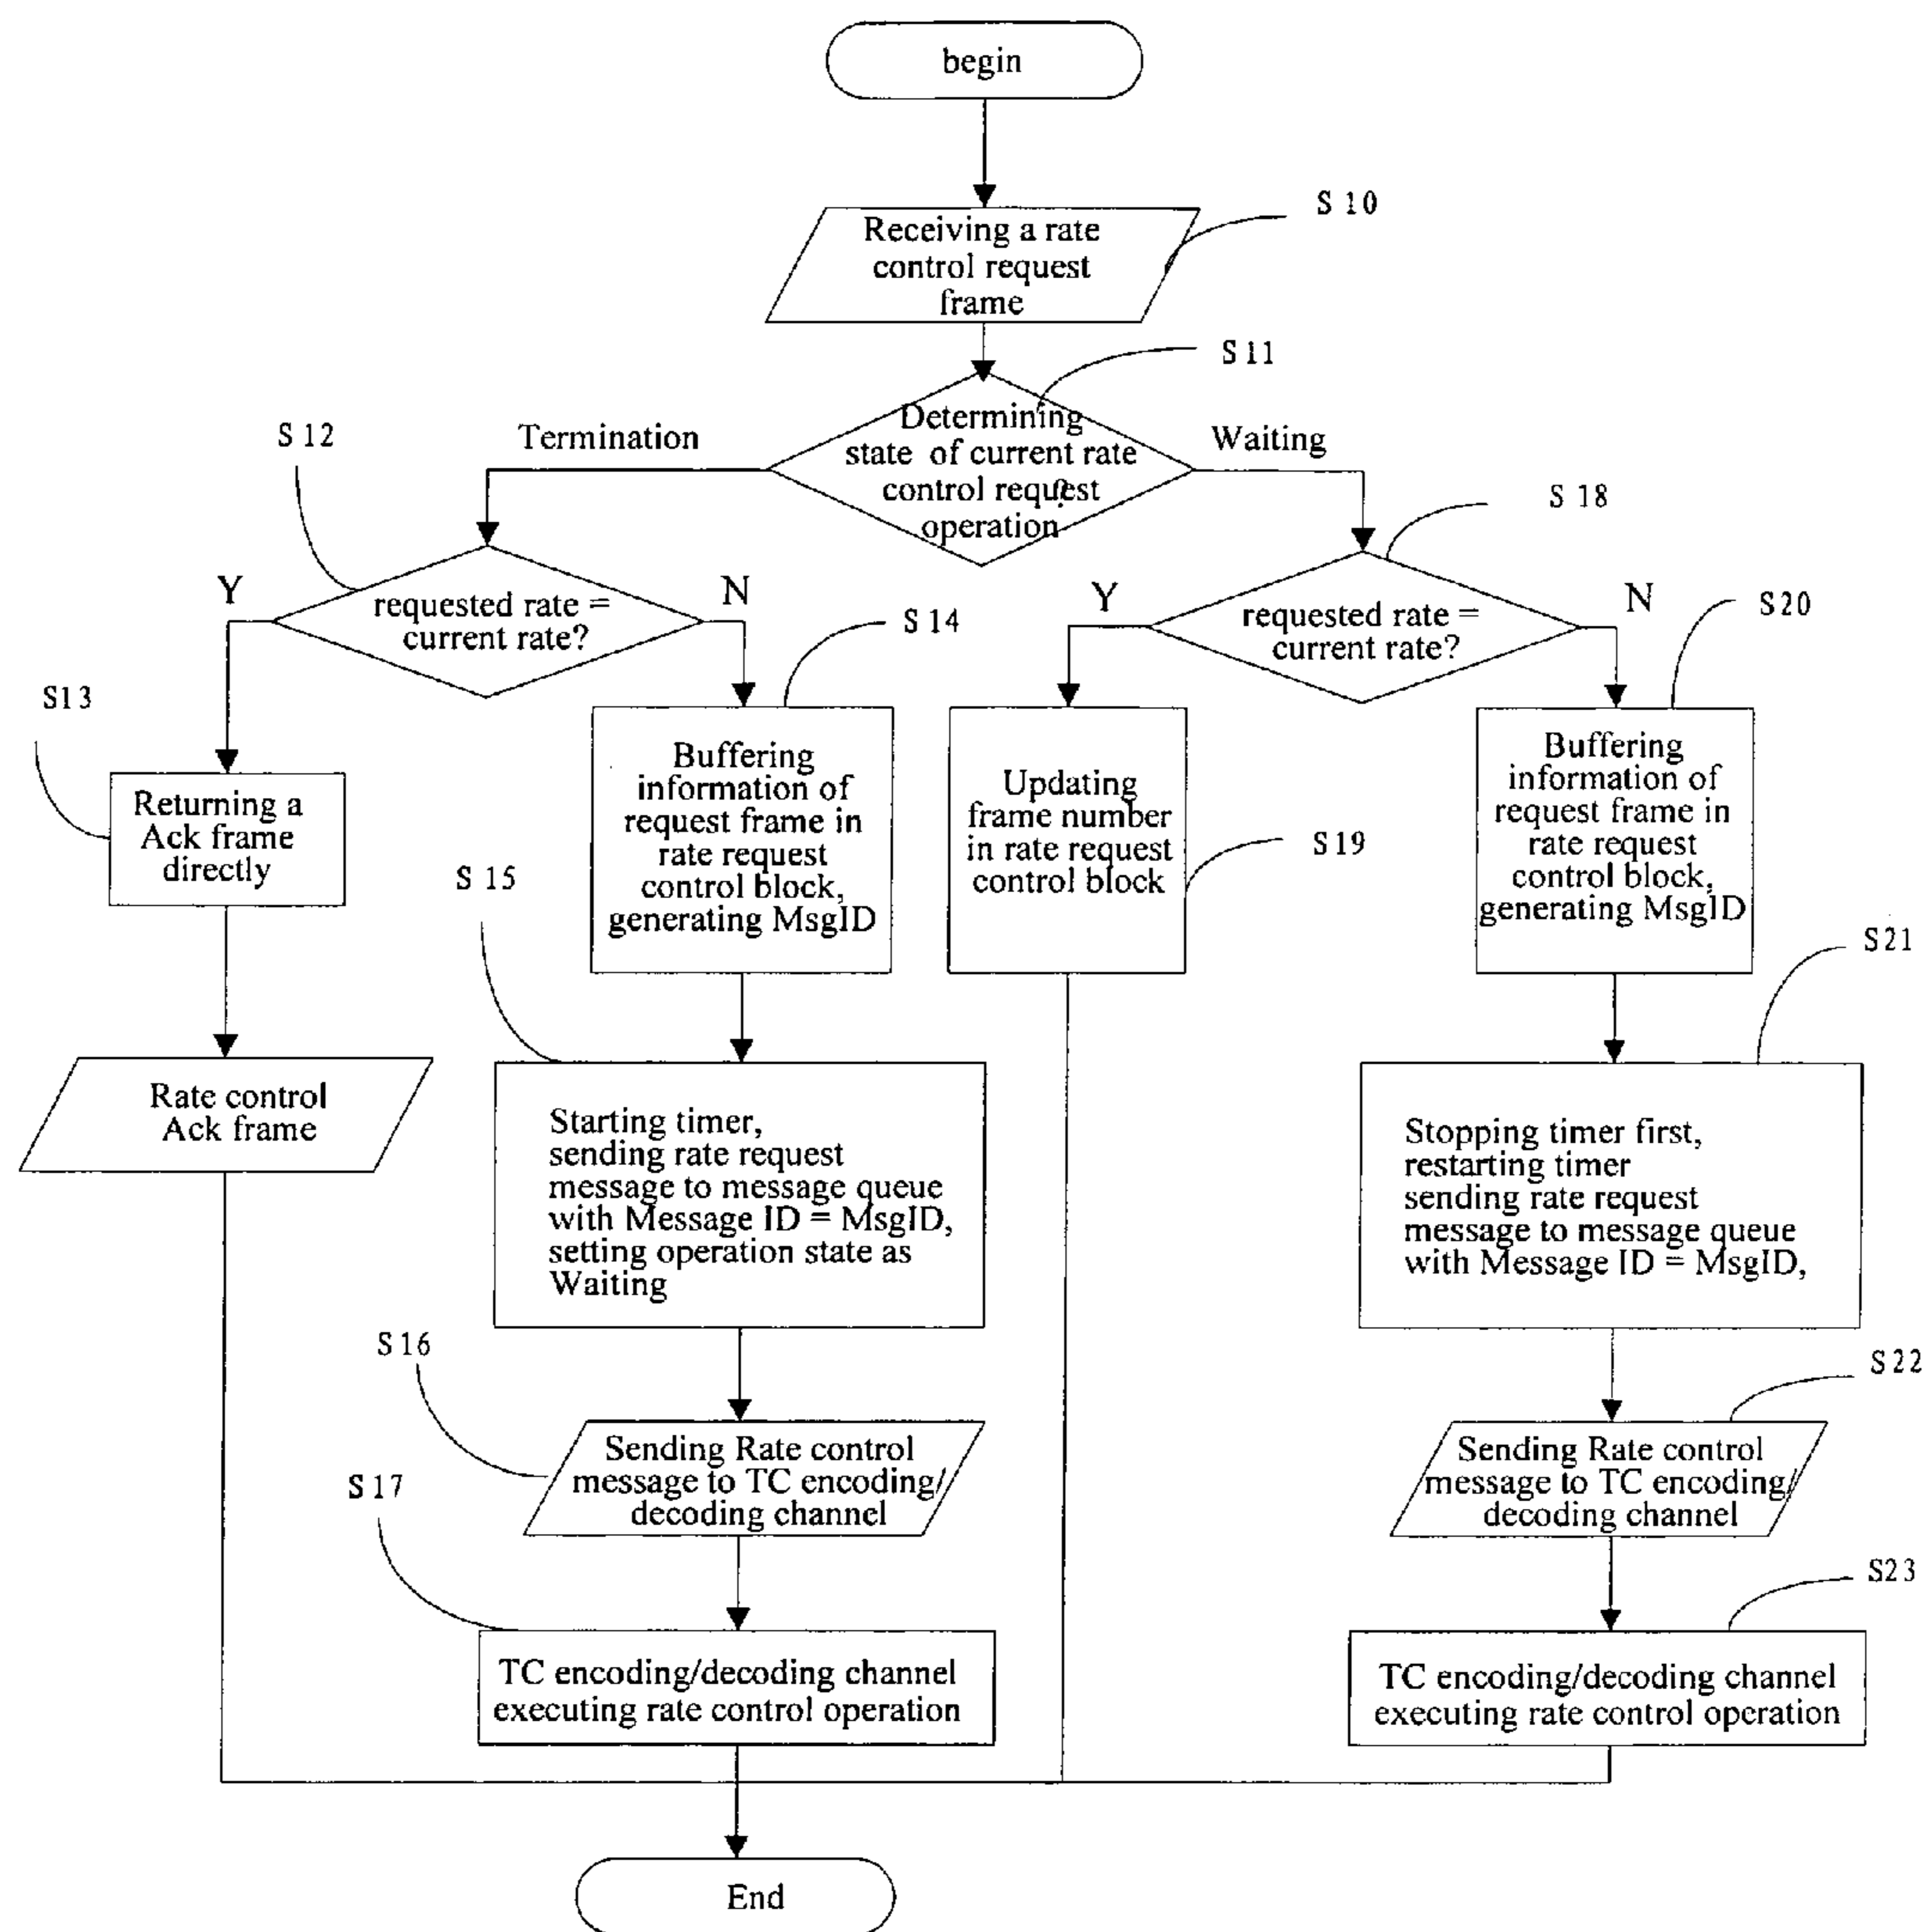 begin
Receiving a rate
control request
frame
S 10
S 11
Determining
state of current rate
control request
operation?
Termination
Waiting
S 12
S 18
Y
requested rate =
current rate?
N
Y
requested rate =
current rate?
N
S 14
S20
S13
Returning a
Ack frame
directly
Buffering
information of
request frame in
rate request
control block,
generating MsgID
Updating
frame number
in rate request
control block
S19
Buffering
information of
request frame in
rate request
control block,
generating MsgID
S 15
S21
Rate control
Ack frame
Starting timer,
sending rate request
message to message queue
with Message ID = MsgID,
setting operation state as
Waiting
Stopping timer first,
restarting timer
sending rate request
message to message queue
with Message ID = MsgID,
S 16
S22
Sending Rate control
message to TC encoding/
decoding channel
Sending Rate control
message to TC encoding/
decoding channel
S 17
S23
TC encoding/decoding channel
executing rate control operation
TC encoding/decoding channel
executing rate control operation
End